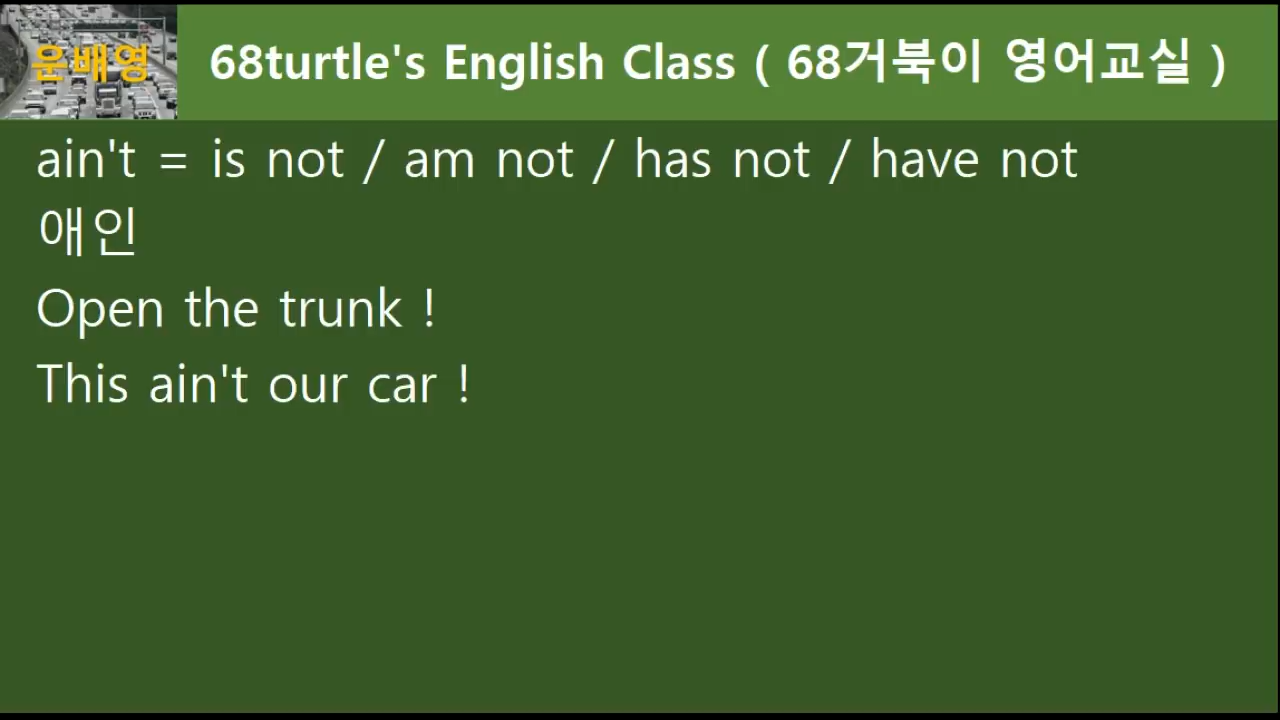 운배영
68turtle's English Class ( 68거북이 영어교실 )
ain't = is not / am not / has not / have not
애인
Open the trunk !
This ain't our car !